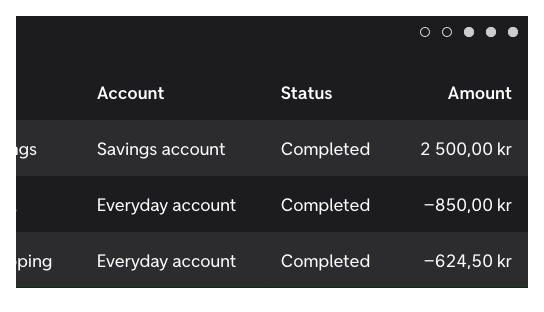 Account Status Amount
ngs Savings account Completed 2 500,00 kr
Everyday account Completed −850,00 kr
ping Everyday account Completed −624,50 kr